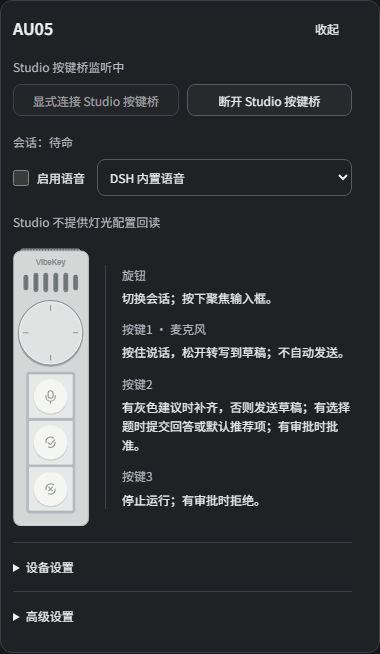 AU05
收起
Studio 按键桥监听中
显式连接 Studio 按键桥
断开 Studio 按键桥
会话：待命
启用语音
DSH 内置语音
Studio 不提供灯光配置回读
VibeKey
旋钮
切换会话；按下聚焦输入框。
按键1 · 麦克风
按住说话，松开转写到草稿；不自动发送。
按键2
有灰色建议时补齐，否则发送草稿；有选择
题时提交回答或默认推荐项；有审批时批
准。
按键3
停止运行；有审批时拒绝。
设备设置
高级设置